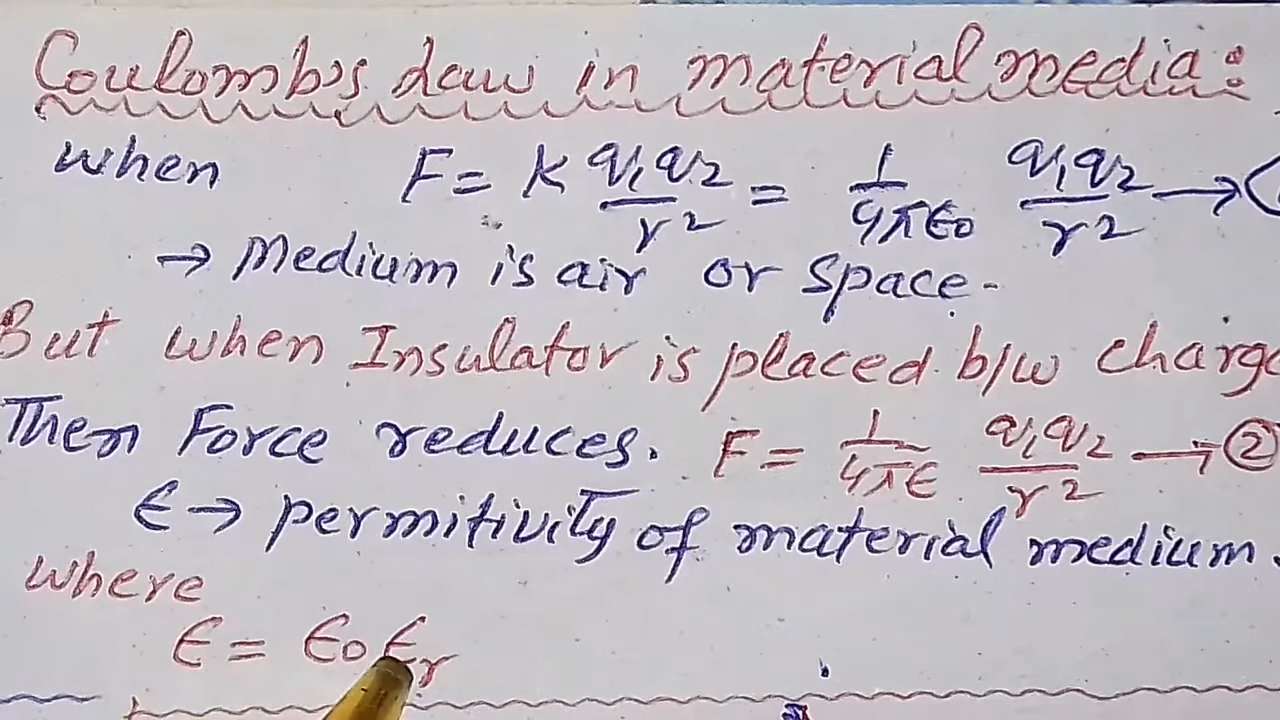 Coulomb's Law in material media:
when F = K q₁q₂/r² = 1/4πϵ₀ q₁q₂/r² → (
→ Medium is air or Space-
But when Insulator is placed b/w charge
Then Force reduces. F = 1/4πϵ q₁q₂/r² → ②
ϵ → permitivity of material medium.
where
ϵ = ϵ₀ϵᵣ